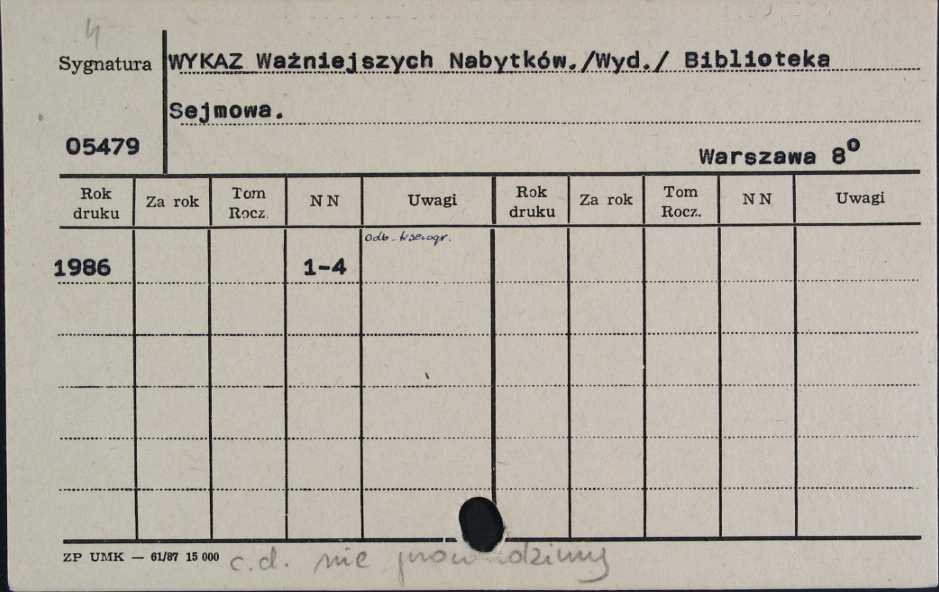 4
Sygnatura WYKAZ Ważniejszych Nabytków./Wyd./ Biblioteka
Sejmowa.
05479
Warszawa 8º
Rok druku Za rok Tom Rocz. NN Uwagi Rok druku Za rok Tom Rocz. NN Uwagi
odb. kserogr.
1986 1-4
ZP UMK — 61/87 15 000 c.d. nie prowadzimy